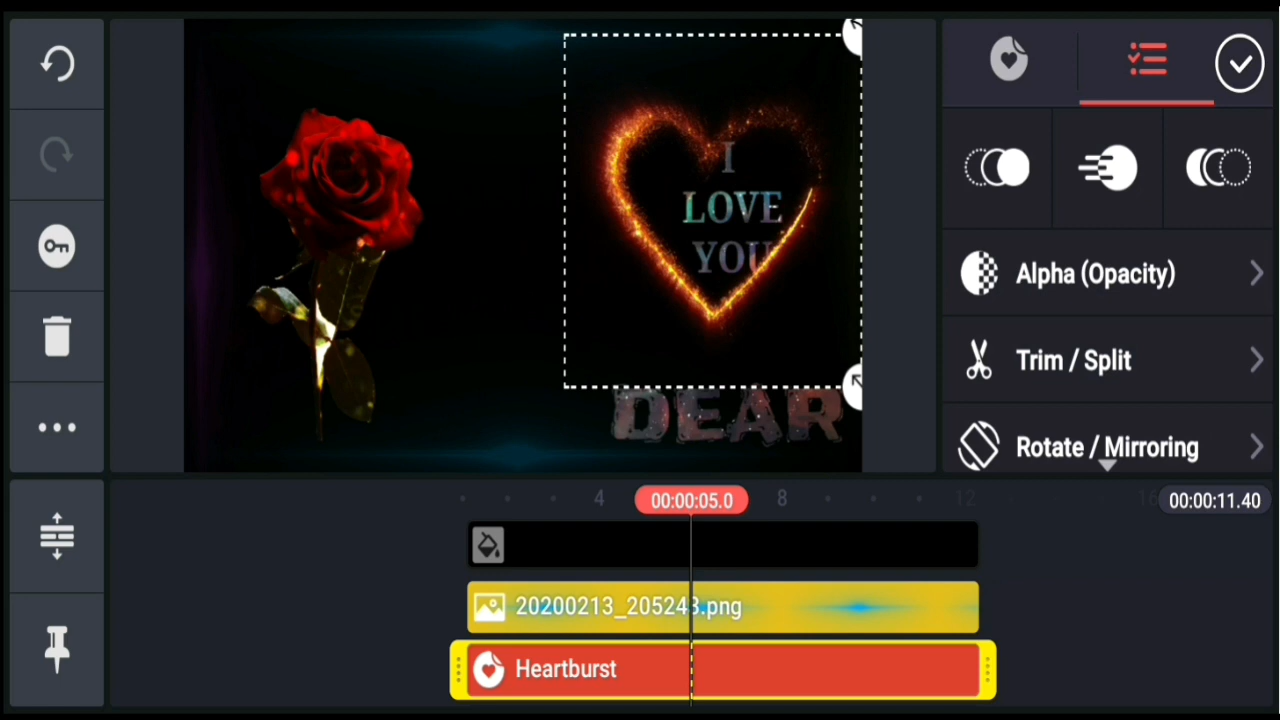 I
LOVE
YOU
DEAR
Alpha (Opacity)
Trim / Split
Rotate / Mirroring
4
00:00:05.0
8
12
16
00:00:11.40
20200213_205243.png
Heartburst